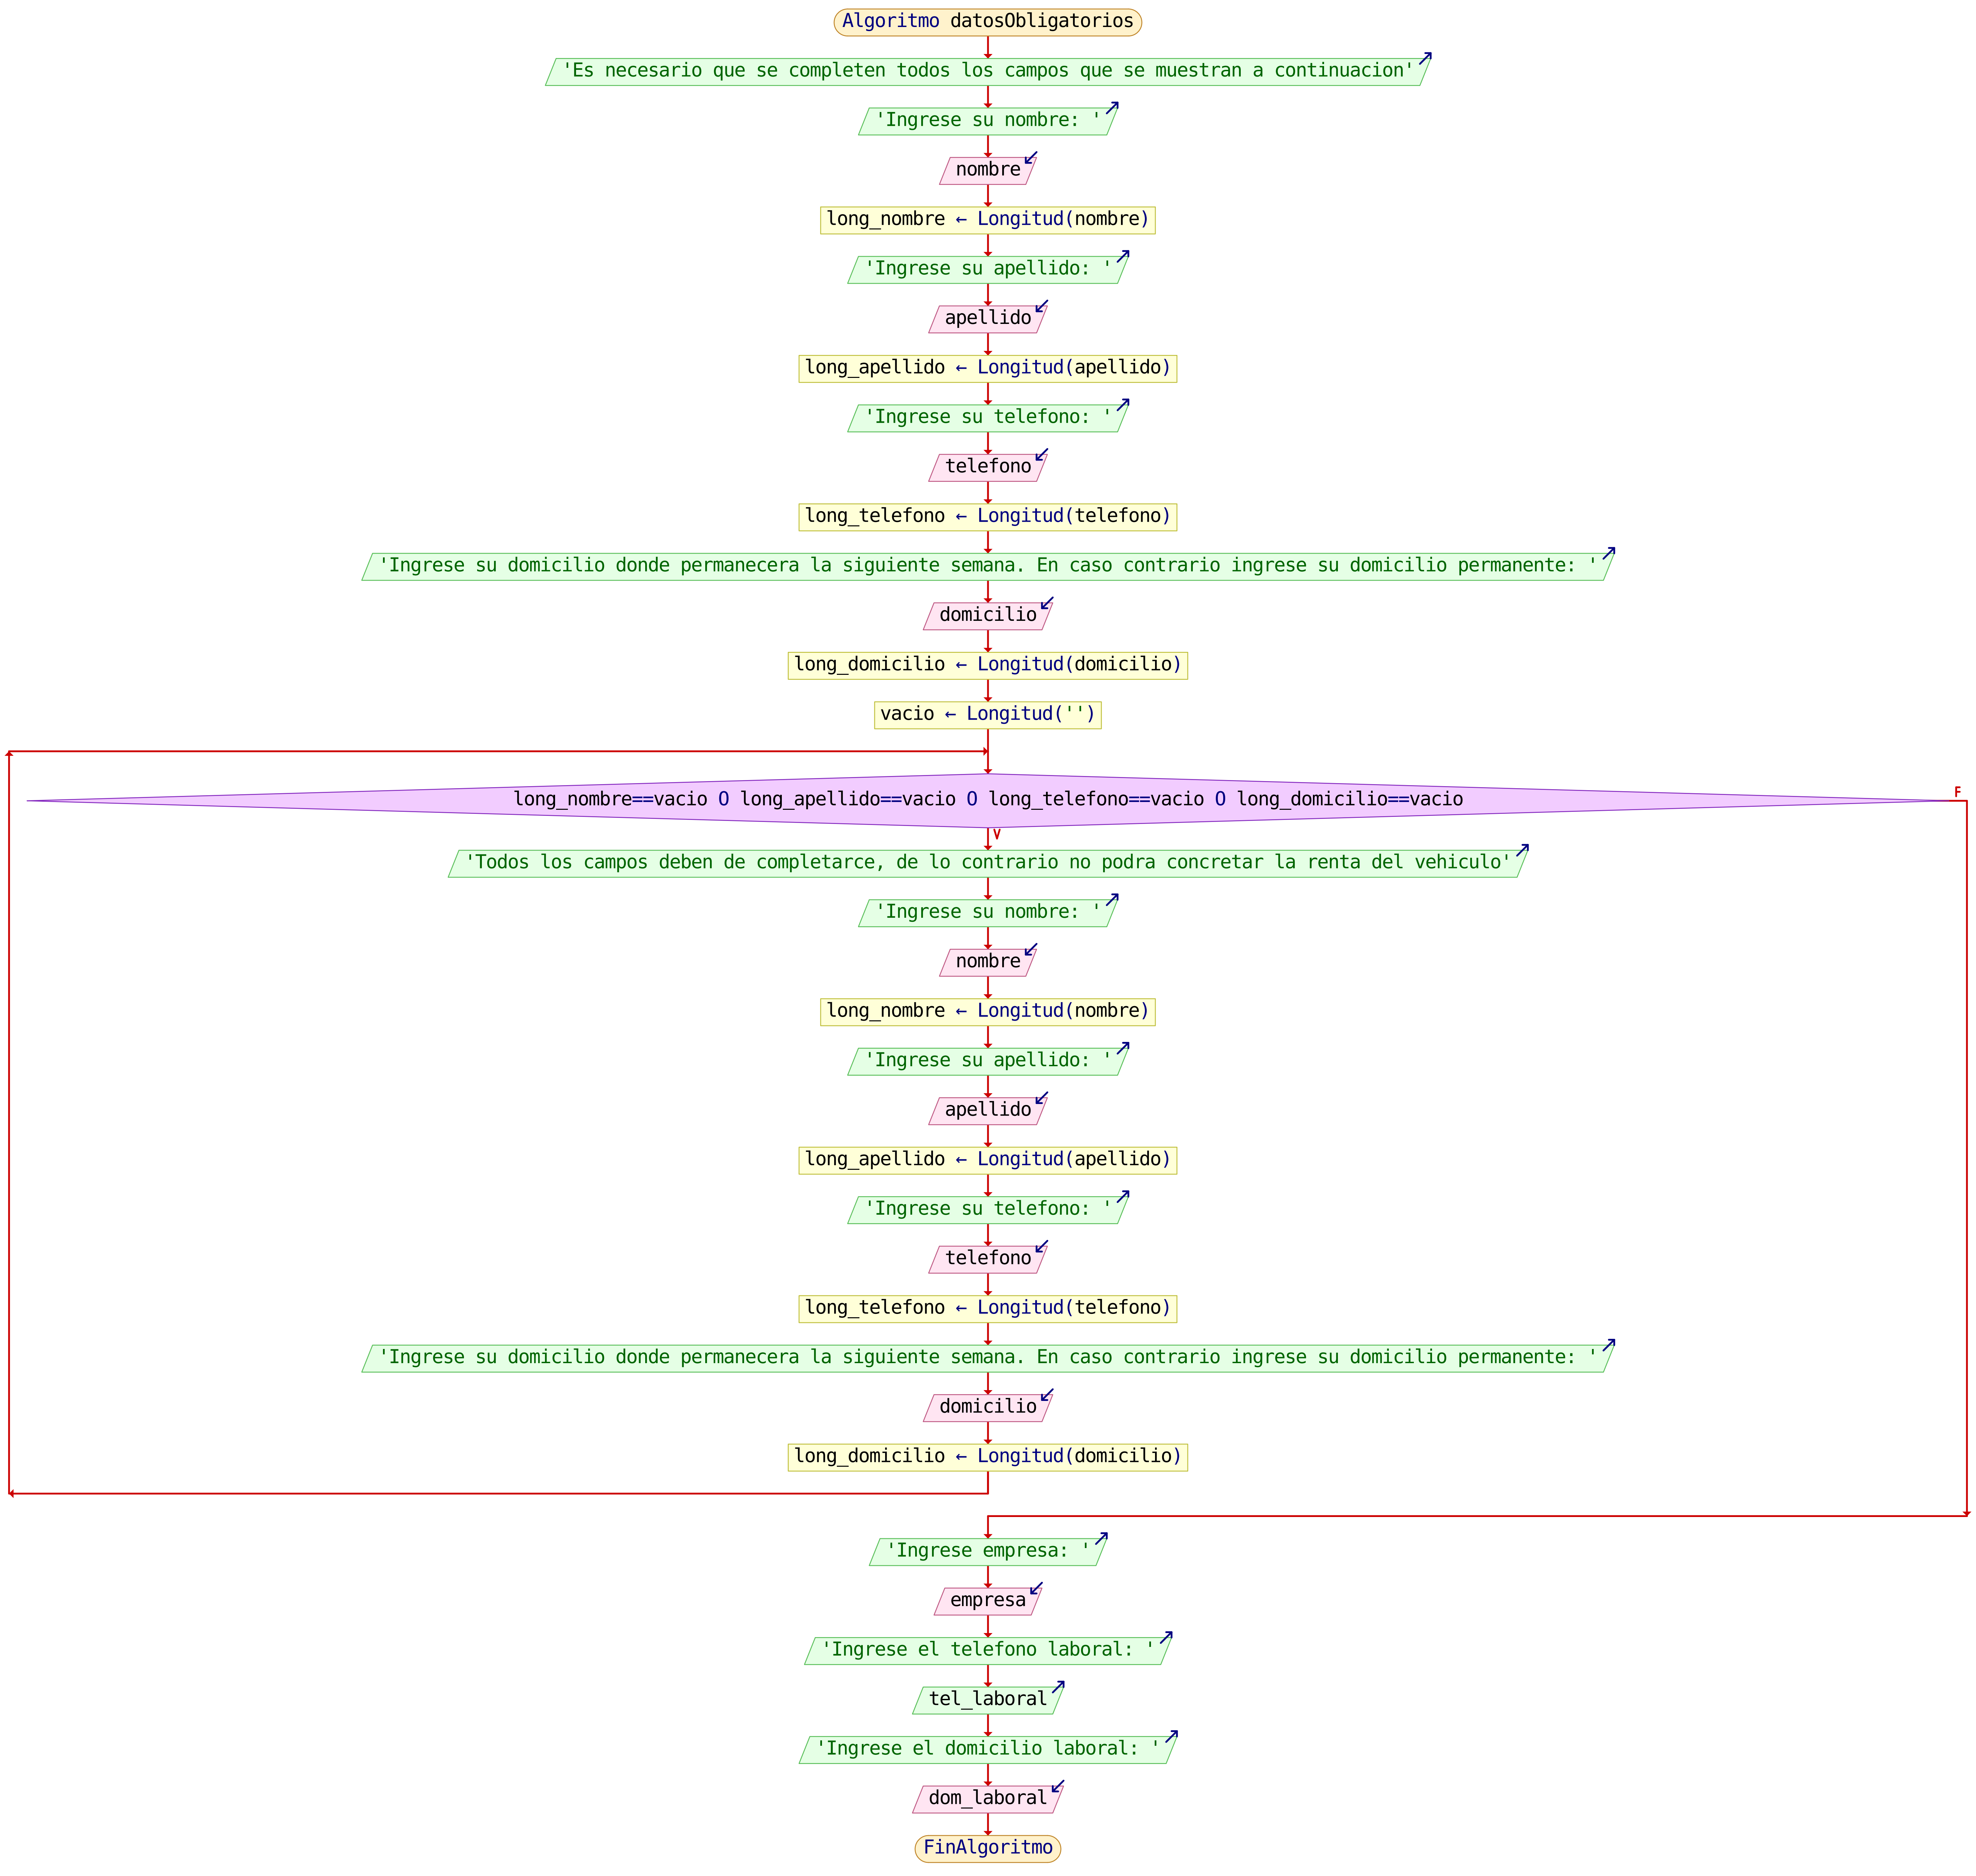 Algoritmo datosObligatorios
'Es necesario que se completen todos los campos que se muestran a continuacion'
'Ingrese su nombre: '
nombre
long_nombre ← Longitud(nombre)
'Ingrese su apellido: '
apellido
long_apellido ← Longitud(apellido)
'Ingrese su telefono: '
telefono
long_telefono ← Longitud(telefono)
'Ingrese su domicilio donde permanecera la siguiente semana. En caso contrario ingrese su domicilio permanente: '
domicilio
long_domicilio ← Longitud(domicilio)
vacio ← Longitud('')
long_nombre==vacio O long_apellido==vacio O long_telefono==vacio O long_domicilio==vacio
F
V
'Todos los campos deben de completarce, de lo contrario no podra concretar la renta del vehiculo'
'Ingrese su nombre: '
nombre
long_nombre ← Longitud(nombre)
'Ingrese su apellido: '
apellido
long_apellido ← Longitud(apellido)
'Ingrese su telefono: '
telefono
long_telefono ← Longitud(telefono)
'Ingrese su domicilio donde permanecera la siguiente semana. En caso contrario ingrese su domicilio permanente: '
domicilio
long_domicilio ← Longitud(domicilio)
'Ingrese empresa: '
empresa
'Ingrese el telefono laboral: '
tel_laboral
'Ingrese el domicilio laboral: '
dom_laboral
FinAlgoritmo